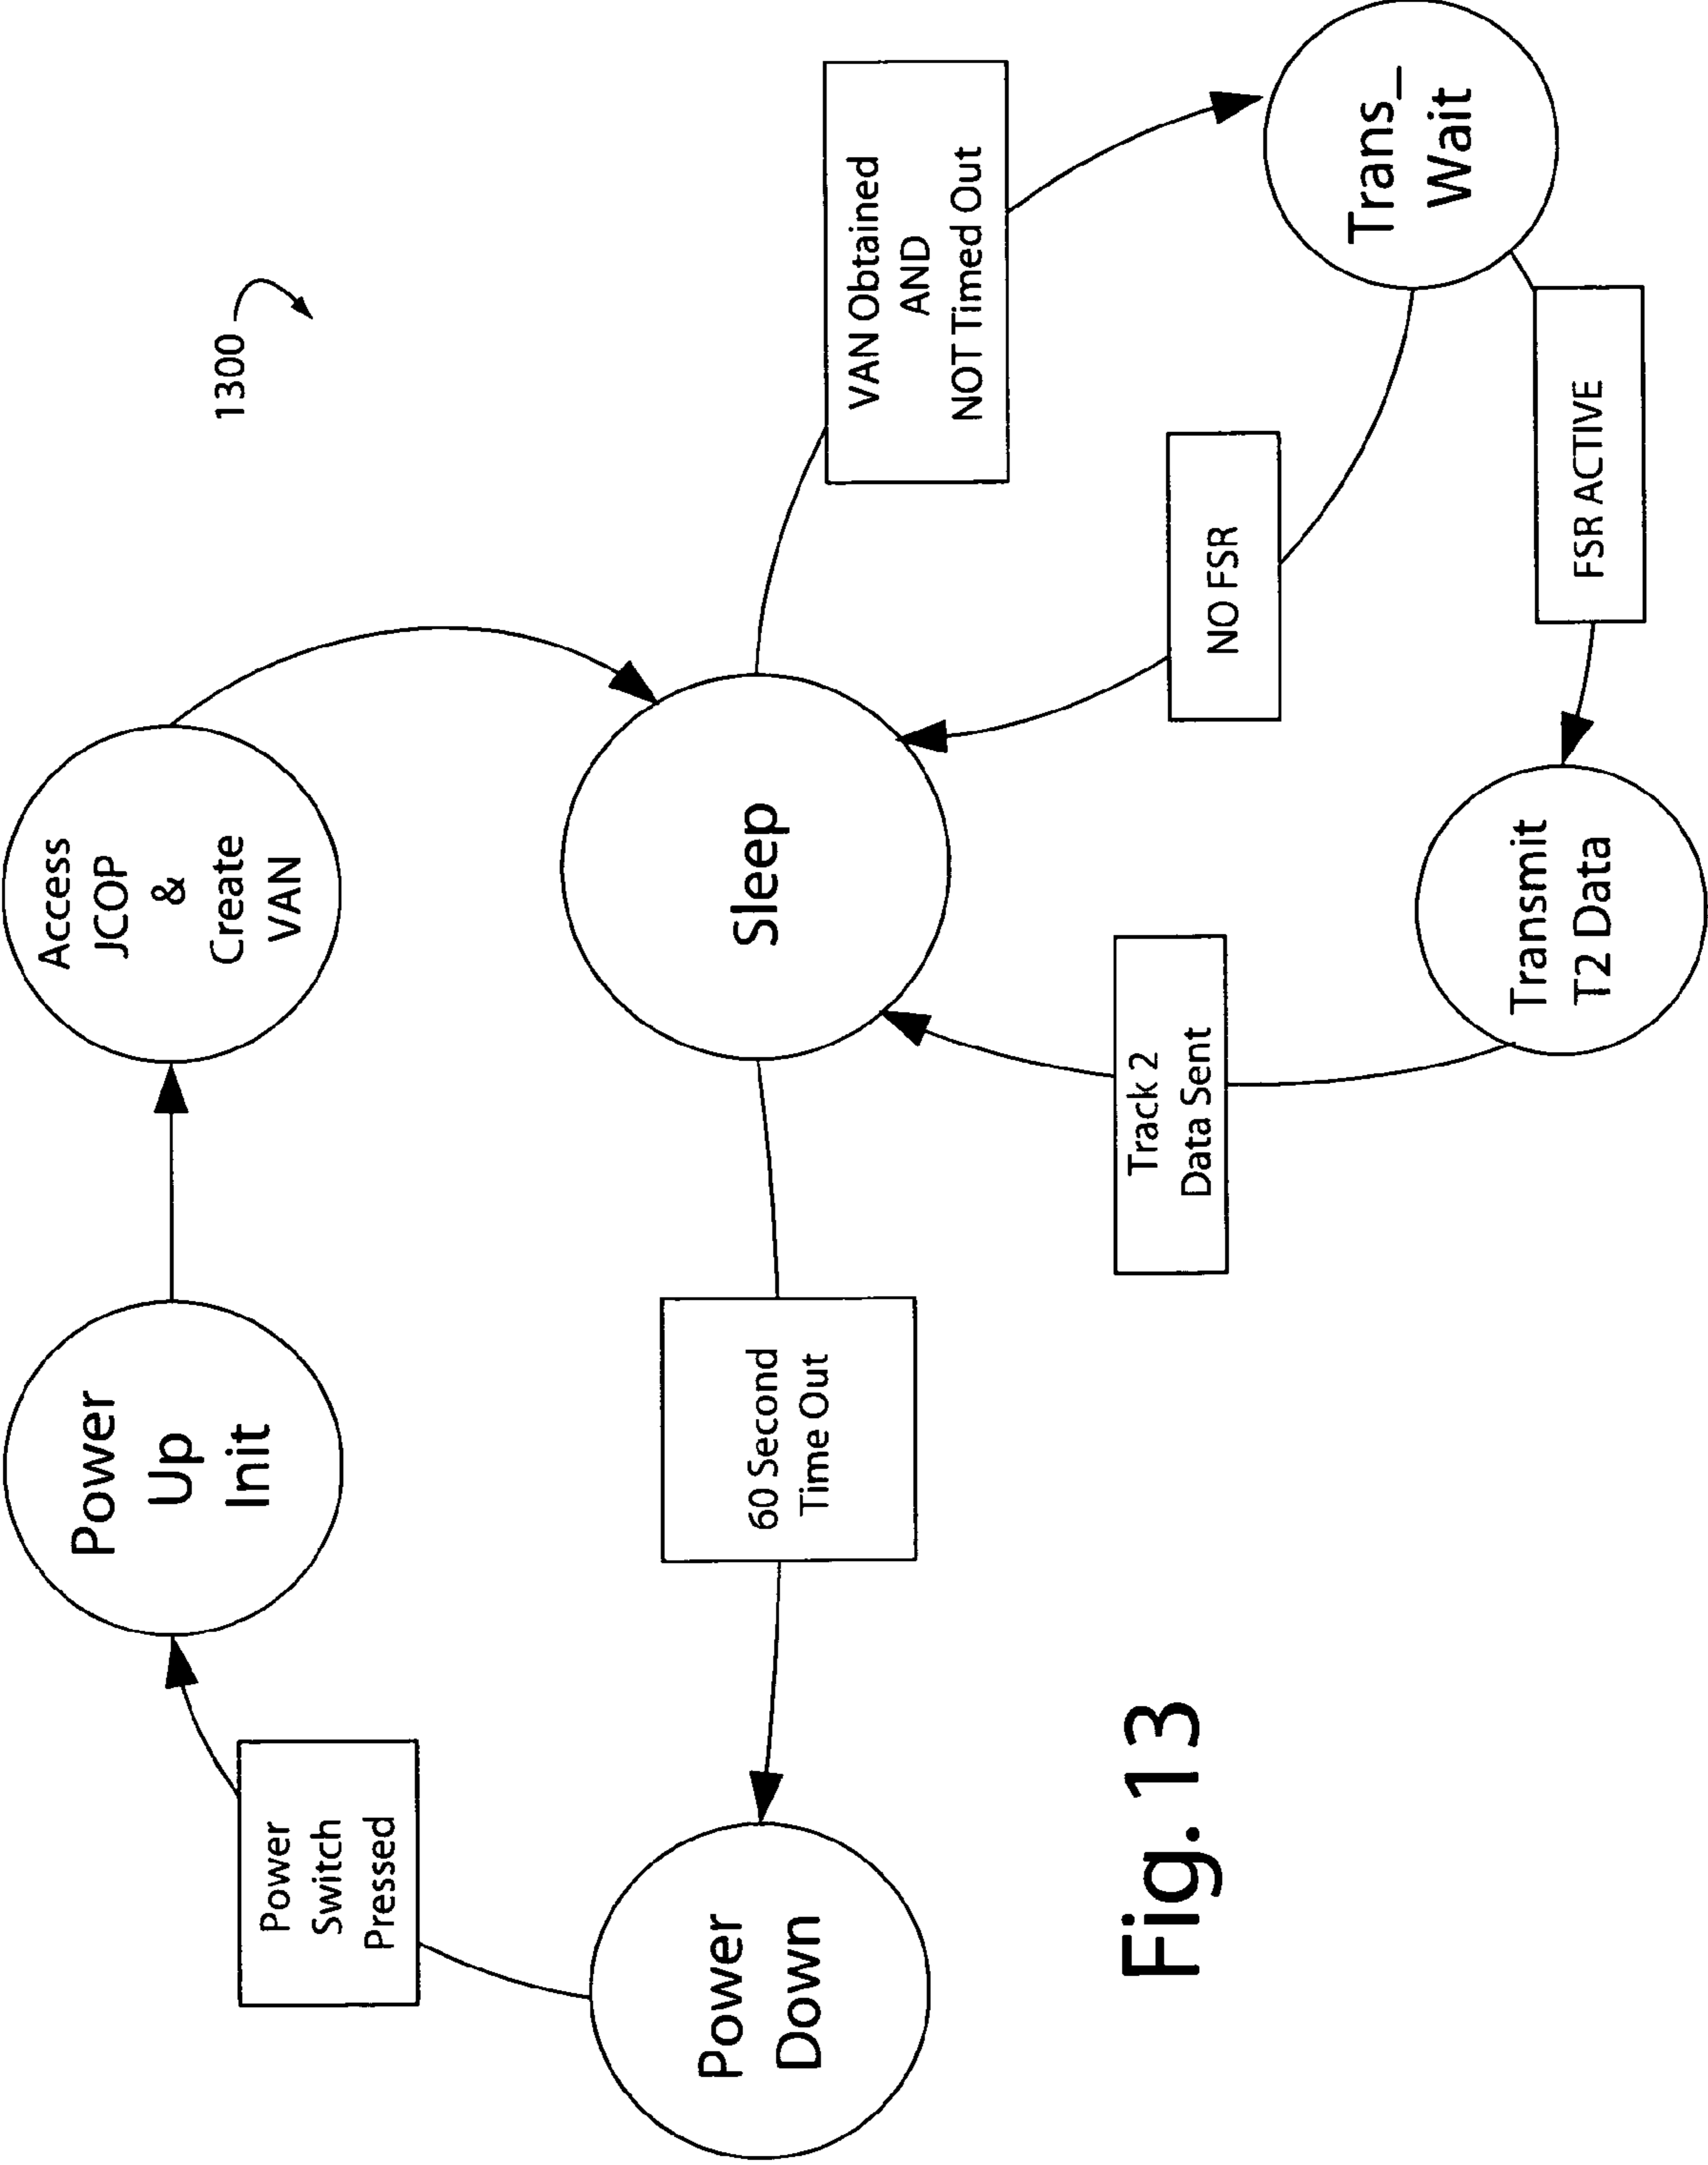 1300
Power
Switch
Pressed
Power
Up
Init
Access
JCOP
&
Create
VAN
Power
Down
60 Second
Time Out
Sleep
VAN Obtained
AND
NOT Timed Out
NO FSR
Track 2
Data Sent
Trans_
Wait
FSR ACTIVE
Transmit
T2 Data
Fig. 13